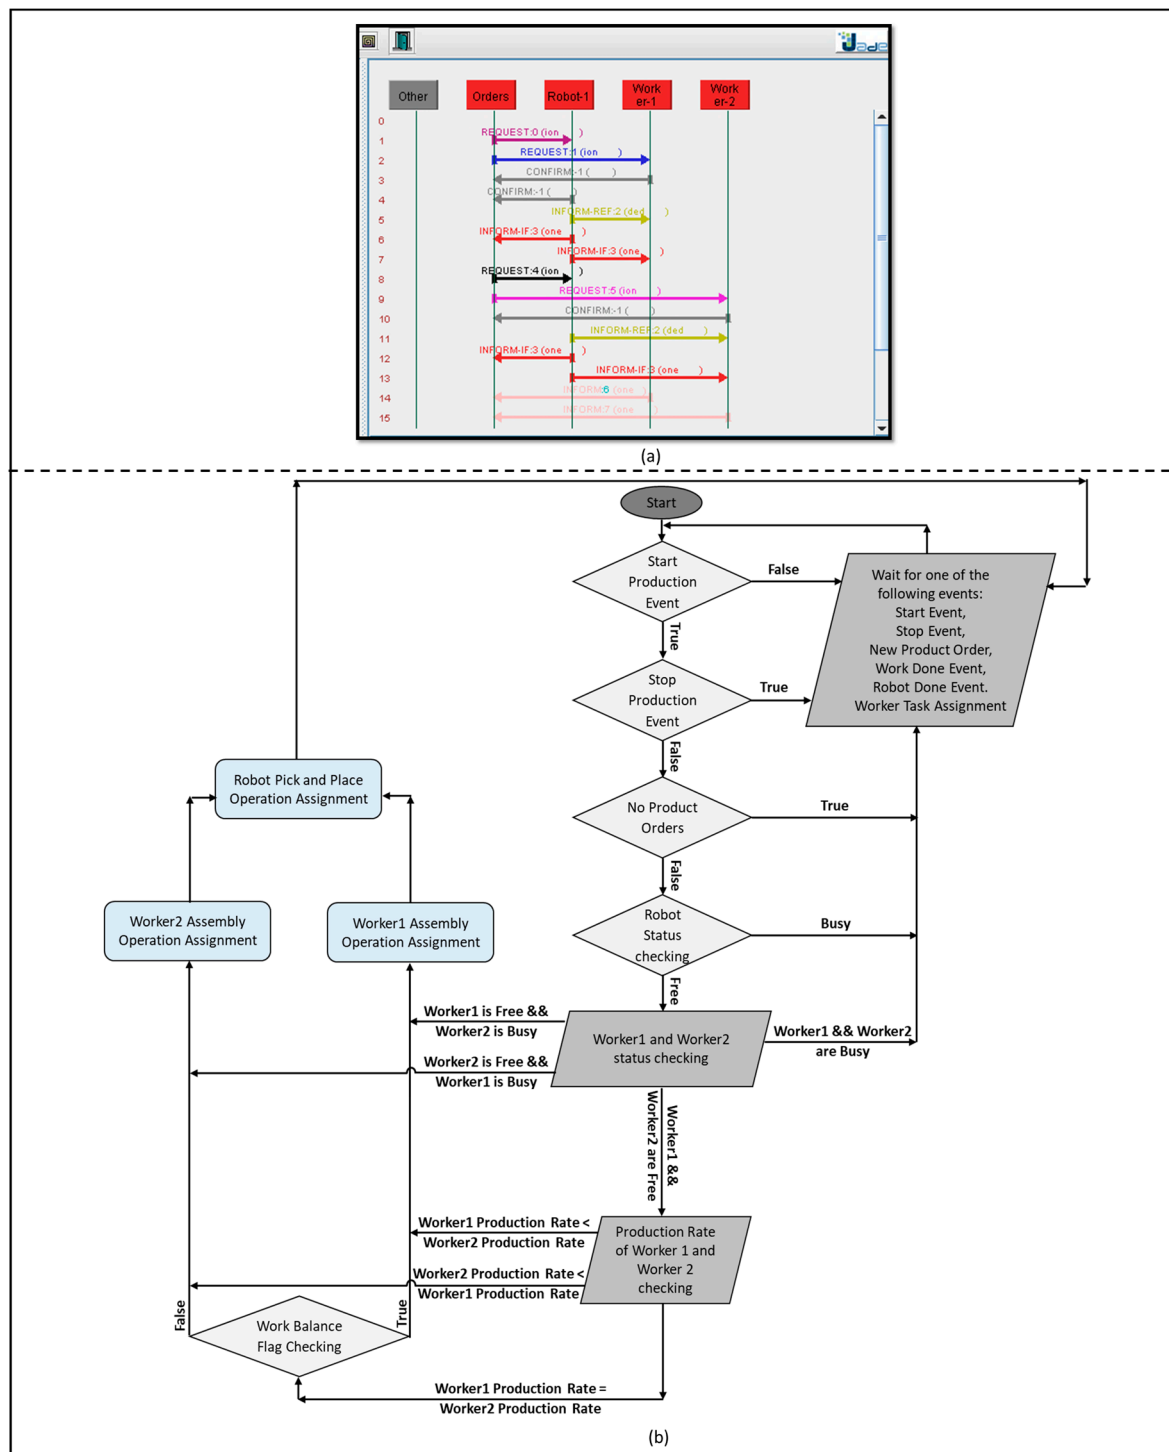 Jade
Other
Orders
Robot-1
Work
er-1
Work
er-2
0
1
REQUEST:0 (ion )
2
REQUEST:1 (ion )
3
CONFIRM:-1 ( )
4
CONFIRM:-1 ( )
5
INFORM-REF:2 (ded )
6
INFORM-IF:3 (one )
7
INFORM-IF:3 (one )
8
REQUEST:4 (ion )
9
REQUEST:5 (ion )
10
CONFIRM:-1 ( )
11
INFORM-REF:2 (ded )
12
INFORM-IF:3 (one )
13
INFORM-IF:3 (one )
14
INFORM:6 (one )
15
INFORM:7 (one )
(a)
Start
Start
Production
Event
False
True
Wait for one of the
following events:
Start Event,
Stop Event,
New Product Order,
Work Done Event,
Robot Done Event.
Worker Task Assignment
Stop
Production
Event
True
False
Robot Pick and Place
Operation Assignment
No Product
Orders
True
False
Worker2 Assembly
Operation Assignment
Worker1 Assembly
Operation Assignment
Robot
Status
checking
Busy
Free
Worker1 is Free &&
Worker2 is Busy
Worker2 is Free &&
Worker1 is Busy
Worker1 and Worker2
status checking
Worker1 && Worker2
are Busy
Worker1 &&
Worker2 are Free
Worker1 Production Rate <
Worker2 Production Rate
Worker2 Production Rate <
Worker1 Production Rate
Production Rate
of Worker 1 and
Worker 2
checking
False
Work Balance
Flag Checking
True
Worker1 Production Rate =
Worker2 Production Rate
(b)